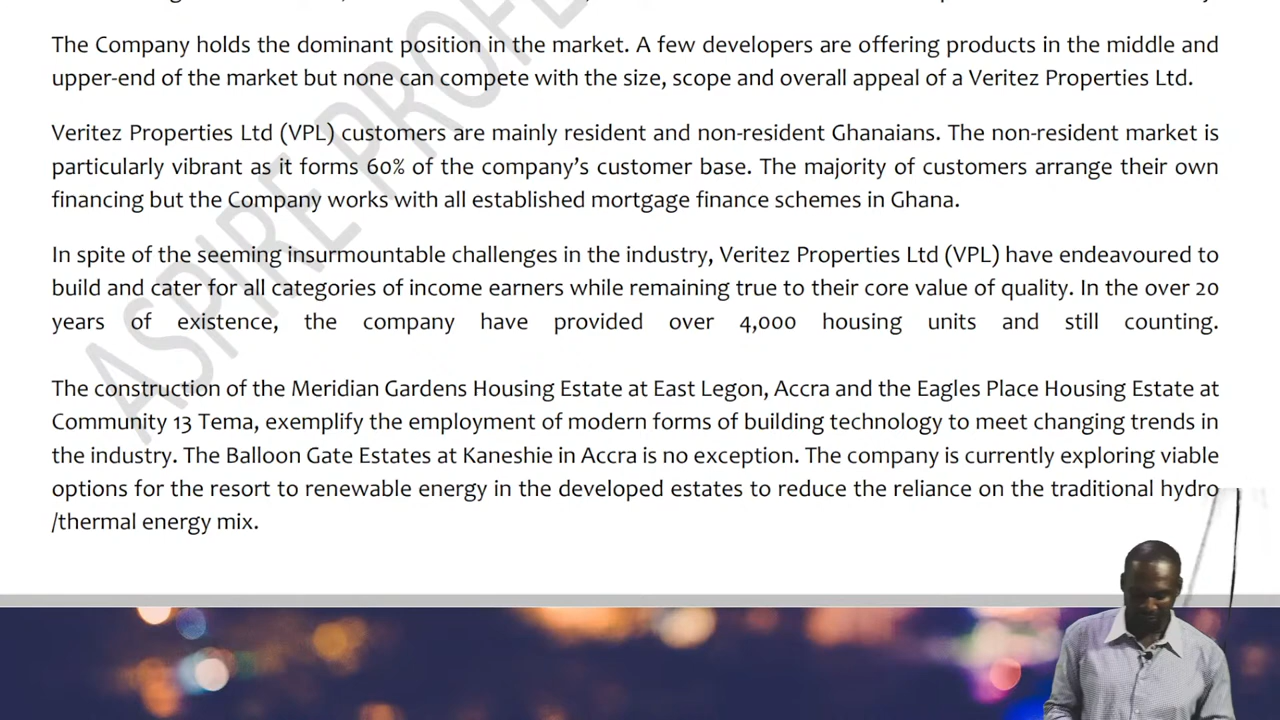 The Company holds the dominant position in the market. A few developers are offering products in the middle and
upper-end of the market but none can compete with the size, scope and overall appeal of a Veritez Properties Ltd.
Veritez Properties Ltd (VPL) customers are mainly resident and non-resident Ghanaians. The non-resident market is
particularly vibrant as it forms 60% of the company's customer base. The majority of customers arrange their own
financing but the Company works with all established mortgage finance schemes in Ghana.
In spite of the seeming insurmountable challenges in the industry, Veritez Properties Ltd (VPL) have endeavoured to
build and cater for all categories of income earners while remaining true to their core value of quality. In the over 20
years of existence, the company have provided over 4,000 housing units and still counting.
The construction of the Meridian Gardens Housing Estate at East Legon, Accra and the Eagles Place Housing Estate at
Community 13 Tema, exemplify the employment of modern forms of building technology to meet changing trends in
the industry. The Balloon Gate Estates at Kaneshie in Accra is no exception. The company is currently exploring viable
options for the resort to renewable energy in the developed estates to reduce the reliance on the traditional hydro
/thermal energy mix.
ASPIRE